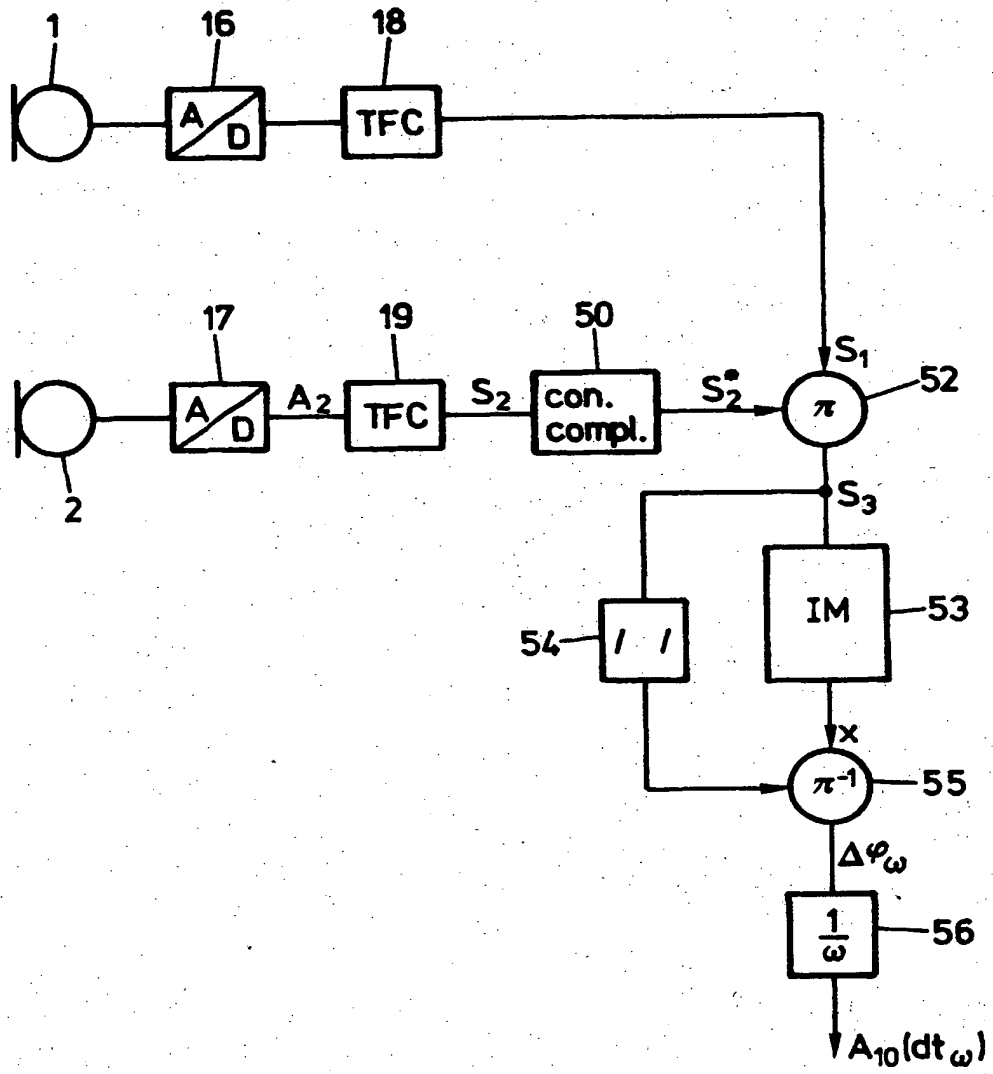 1
16
18
A/D
TFC
17
19
50
S₁
52
A/D
A₂
TFC
S₂
con.
compl.
S₂*
π
2
S₃
54
/ /
IM
53
x
π⁻¹
55
Δφω
1/ω
56
A₁₀(dtω)